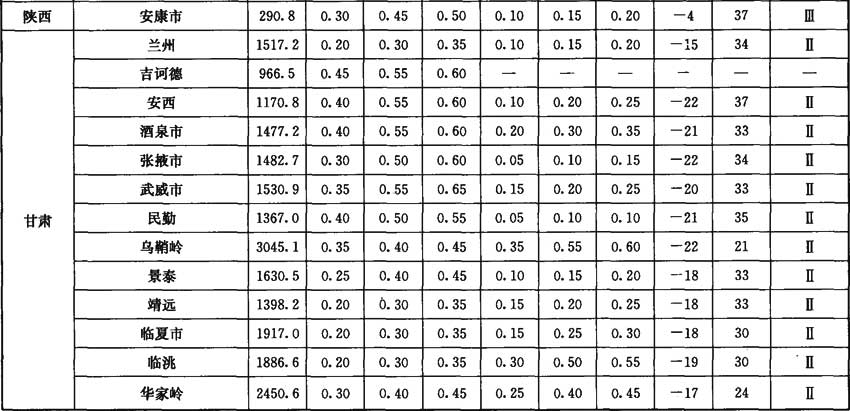 陕西 安康市 290.8 0.30 0.45 0.50 0.10 0.15 0.20 -4 37 Ⅲ
甘肃
兰州 1517.2 0.20 0.30 0.35 0.10 0.15 0.20 -15 34 Ⅱ
吉诃德 966.5 0.45 0.55 0.60 — — — — — —
安西 1170.8 0.40 0.55 0.60 0.10 0.20 0.25 -22 37 Ⅱ
酒泉市 1477.2 0.40 0.55 0.60 0.20 0.30 0.35 -21 33 Ⅱ
张掖市 1482.7 0.30 0.50 0.60 0.05 0.10 0.15 -22 34 Ⅱ
武威市 1530.9 0.35 0.55 0.65 0.15 0.20 0.25 -20 33 Ⅱ
民勤 1367.0 0.40 0.50 0.55 0.05 0.10 0.10 -21 35 Ⅱ
乌鞘岭 3045.1 0.35 0.40 0.45 0.35 0.55 0.60 -22 21 Ⅱ
景泰 1630.5 0.25 0.40 0.45 0.10 0.15 0.20 -18 33 Ⅱ
靖远 1398.2 0.20 0.30 0.35 0.15 0.20 0.25 -18 33 Ⅱ
临夏市 1917.0 0.20 0.30 0.35 0.15 0.25 0.30 -18 30 Ⅱ
临洮 1886.6 0.20 0.30 0.35 0.30 0.50 0.55 -19 30 Ⅱ
华家岭 2450.6 0.30 0.40 0.45 0.25 0.40 0.45 -17 24 Ⅱ